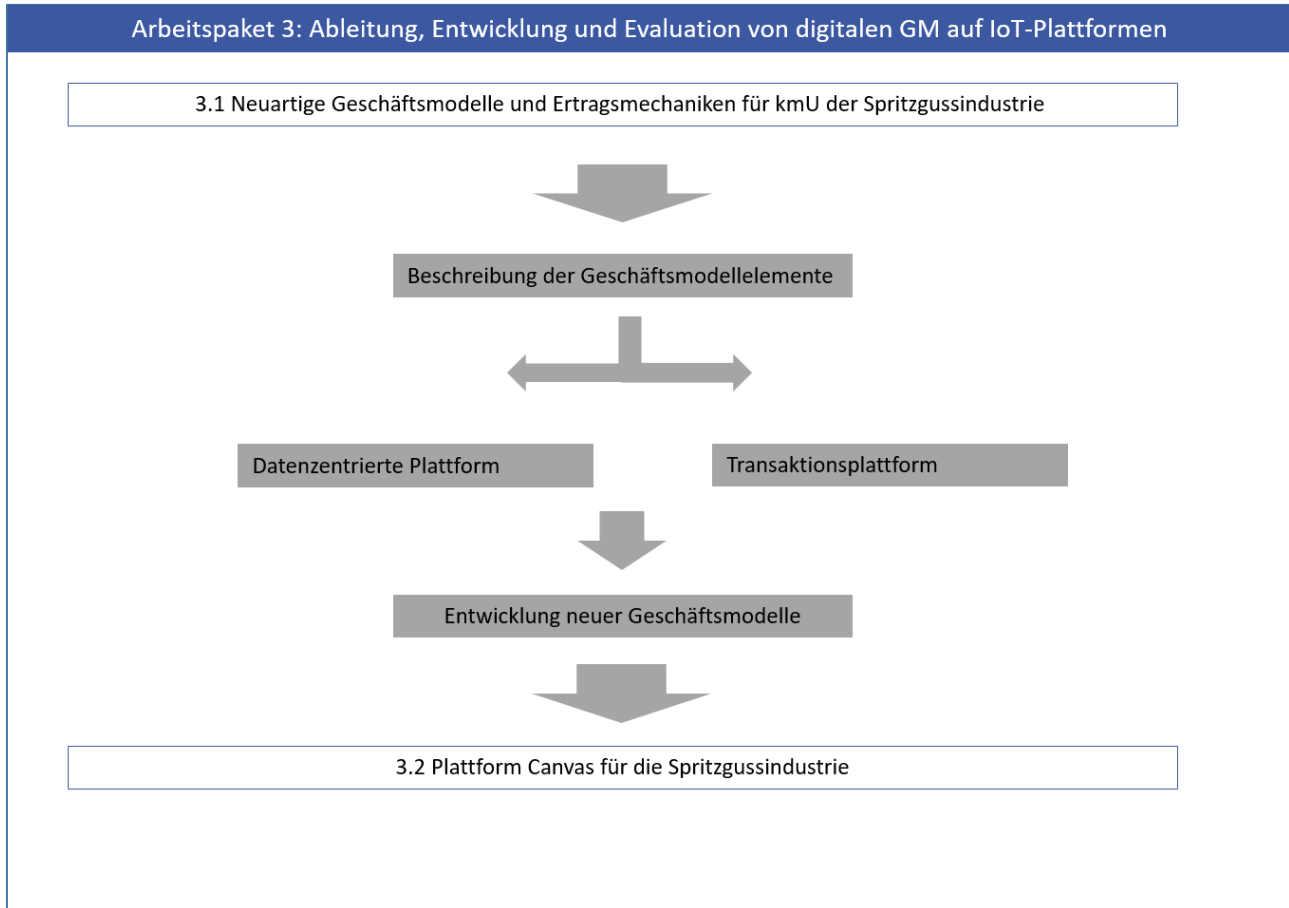 Arbeitspaket 3: Ableitung, Entwicklung und Evaluation von digitalen GM auf IoT-Plattformen
3.1 Neuartige Geschäftsmodelle und Ertragsmechaniken für kmU der Spritzgussindustrie
Beschreibung der Geschäftsmodellelemente
Datenzentrierte Plattform
Transaktionsplattform
Entwicklung neuer Geschäftsmodelle
3.2 Plattform Canvas für die Spritzgussindustrie